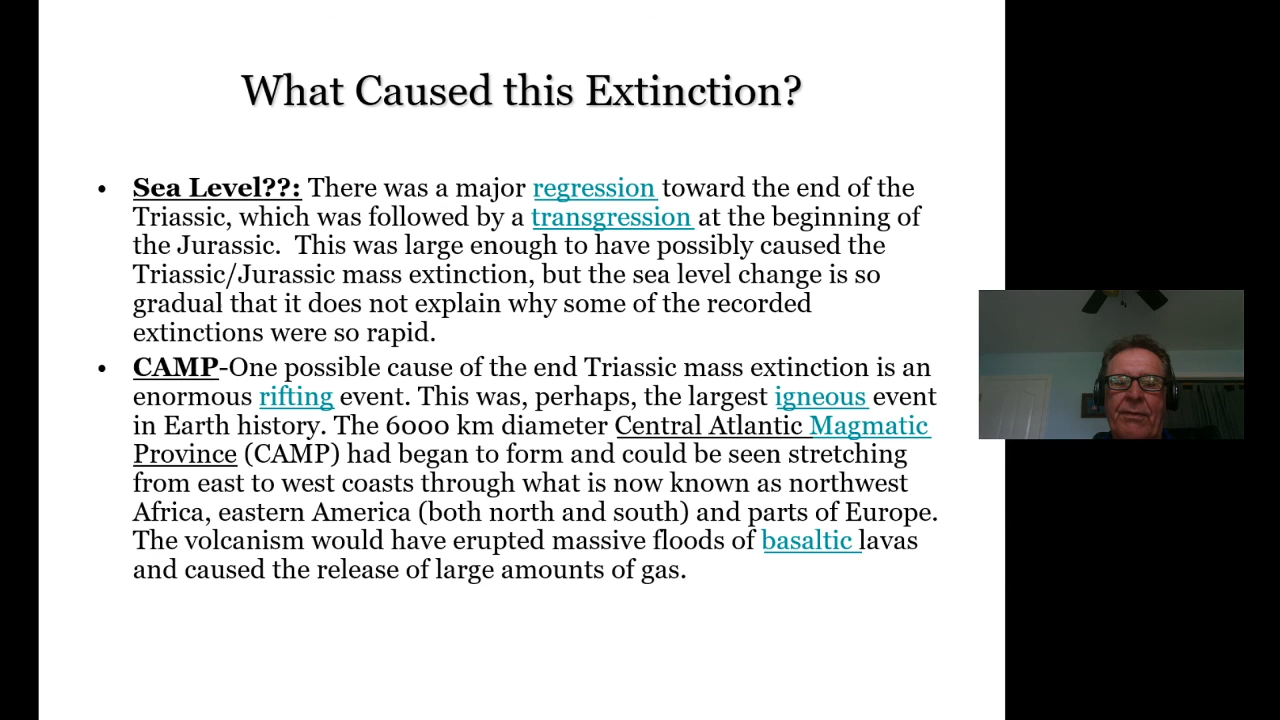 What Caused this Extinction?
• Sea Level??: There was a major regression toward the end of the
Triassic, which was followed by a transgression at the beginning of
the Jurassic.  This was large enough to have possibly caused the
Triassic/Jurassic mass extinction, but the sea level change is so
gradual that it does not explain why some of the recorded
extinctions were so rapid.
• CAMP-One possible cause of the end Triassic mass extinction is an
enormous rifting event. This was, perhaps, the largest igneous event
in Earth history. The 6000 km diameter Central Atlantic Magmatic
Province (CAMP) had began to form and could be seen stretching
from east to west coasts through what is now known as northwest
Africa, eastern America (both north and south) and parts of Europe.
The volcanism would have erupted massive floods of basaltic lavas
and caused the release of large amounts of gas.